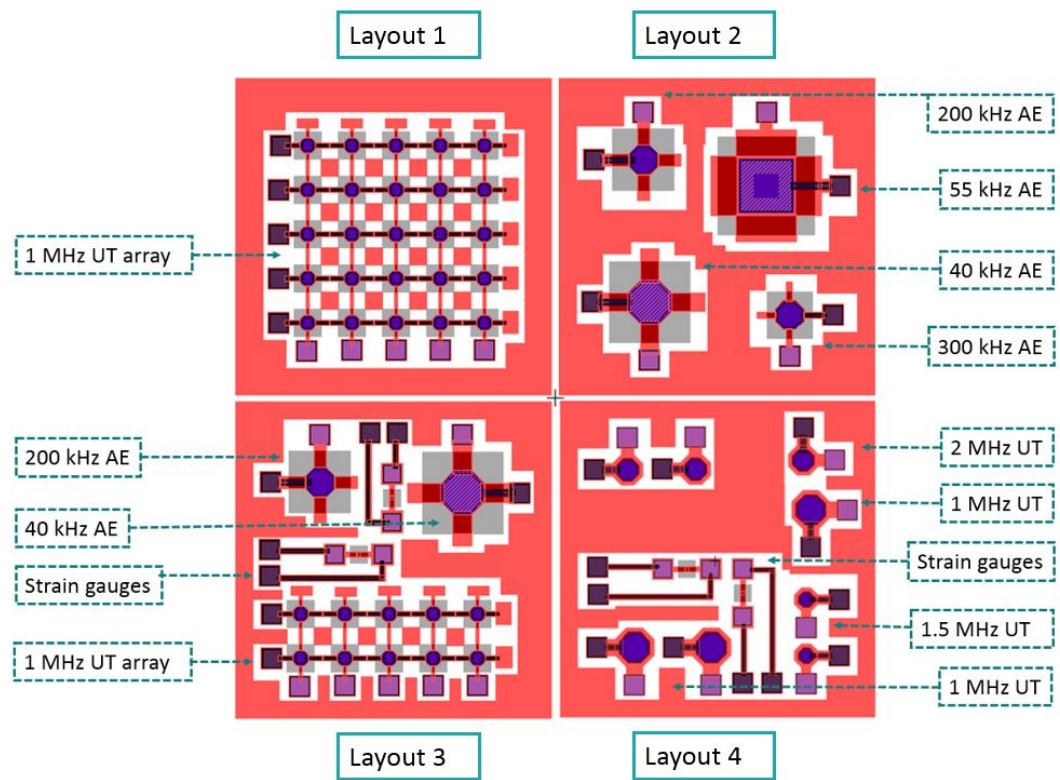 Layout 1
Layout 2
1 MHz UT array
200 kHz AE
55 kHz AE
40 kHz AE
300 kHz AE
200 kHz AE
40 kHz AE
Strain gauges
1 MHz UT array
2 MHz UT
1 MHz UT
Strain gauges
1.5 MHz UT
1 MHz UT
Layout 3
Layout 4